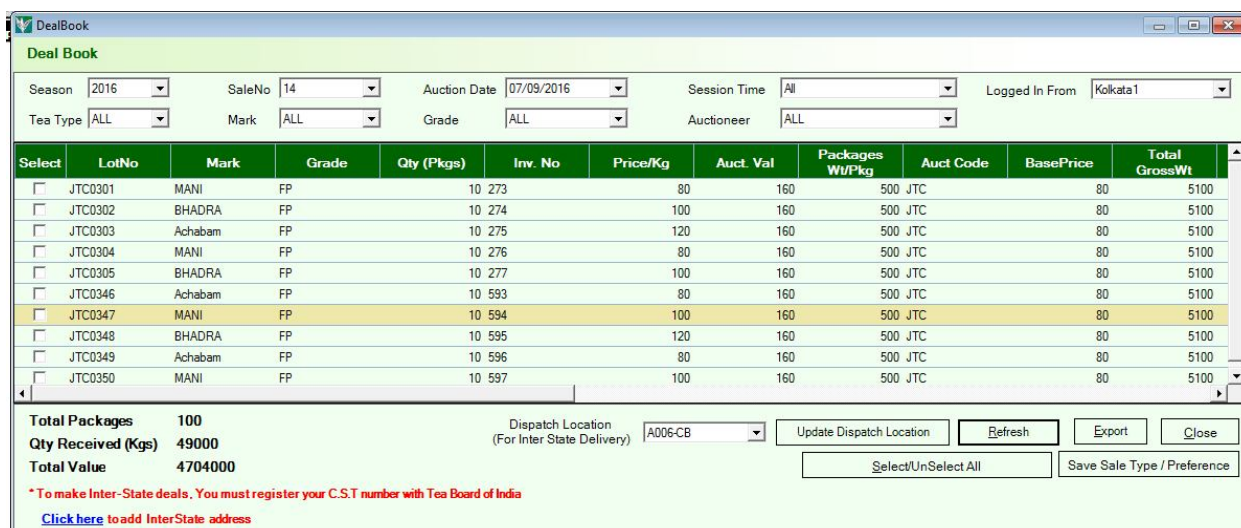 DealBook
Deal Book
Season 2016 SaleNo 14 Auction Date 07/09/2016 Session Time All Logged In From Kolkata1
Tea Type ALL Mark ALL Grade ALL Auctioneer ALL
Select LotNo Mark Grade Qty (Pkgs) Inv. No Price/Kg Auct. Val Packages Wt/Pkg Auct Code BasePrice Total GrossWt
JTC0301 MANI FP 10 273 80 160 500 JTC 80 5100
JTC0302 BHADRA FP 10 274 100 160 500 JTC 80 5100
JTC0303 Achabam FP 10 275 120 160 500 JTC 80 5100
JTC0304 MANI FP 10 276 80 160 500 JTC 80 5100
JTC0305 BHADRA FP 10 277 100 160 500 JTC 80 5100
JTC0346 Achabam FP 10 593 80 160 500 JTC 80 5100
JTC0347 MANI FP 10 594 100 160 500 JTC 80 5100
JTC0348 BHADRA FP 10 595 120 160 500 JTC 80 5100
JTC0349 Achabam FP 10 596 80 160 500 JTC 80 5100
JTC0350 MANI FP 10 597 100 160 500 JTC 80 5100
Total Packages 100
Qty Received (Kgs) 49000
Total Value 4704000
Dispatch Location
(For Inter State Delivery) A006-CB Update Dispatch Location Refresh Export Close
Select/UnSelect All Save Sale Type / Preference
* To make Inter-State deals, You must register your C.S.T number with Tea Board of India
Click here to add InterState address